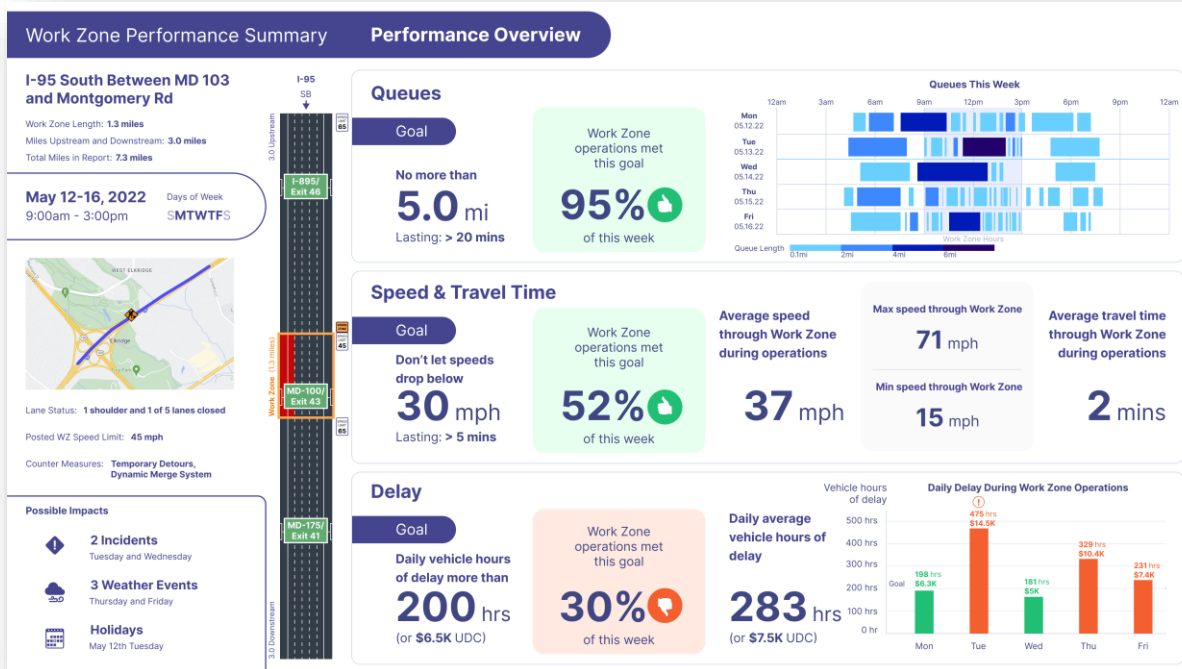 Work Zone Performance Summary
Performance Overview
I-95 South Between MD 103
and Montgomery Rd
Work Zone Length: 1.3 miles
Miles Upstream and Downstream: 3.0 miles
Total Miles in Report: 7.3 miles
May 12-16, 2022
9:00am - 3:00pm
Days of Week
SMTWTFS
WEST ELKRIDGE
Elkridge
Lane Status: 1 shoulder and 1 of 5 lanes closed
Posted WZ Speed Limit: 45 mph
Counter Measures: Temporary Detours,
Dynamic Merge System
Possible Impacts
2 Incidents
Tuesday and Wednesday
3 Weather Events
Thursday and Friday
Holidays
May 12th Tuesday
I-95
SB
3.0 Upstream
65
I-895/
Exit 46
45
Work Zone (1.3 miles)
MD-100/
Exit 43
65
MD-175/
Exit 41
3.0 Downstream
Queues
Goal
No more than
5.0 mi
Lasting: > 20 mins
Work Zone
operations met
this goal
95%
of this week
Queues This Week
12am 3am 6am 9am 12pm 3pm 6pm 9pm 12am
Mon
05.12.22
Tue
05.13.22
Wed
05.14.22
Thu
05.15.22
Fri
05.16.22
Work Zone Hours
Queue Length
0.1mi 2mi 4mi 6mi
Speed & Travel Time
Goal
Don't let speeds
drop below
30 mph
Lasting: > 5 mins
Work Zone
operations met
this goal
52%
of this week
Average speed
through Work Zone
during operations
37 mph
Max speed through Work Zone
71 mph
Min speed through Work Zone
15 mph
Average travel time
through Work Zone
during operations
2 mins
Delay
Goal
Daily vehicle hours
of delay more than
200 hrs
(or $6.5K UDC)
Work Zone
operations met
this goal
30%
of this week
Daily average
vehicle hours of
delay
283 hrs
(or $7.5K UDC)
Vehicle hours
of delay
Daily Delay During Work Zone Operations
500 hrs
400 hrs
300 hrs
Goal
200 hrs
100 hrs
0 hr
198 hrs
$6.3K
475 hrs
$14.5K
181 hrs
$5K
329 hrs
$10.4K
231 hrs
$7.4K
Mon Tue Wed Thu Fri